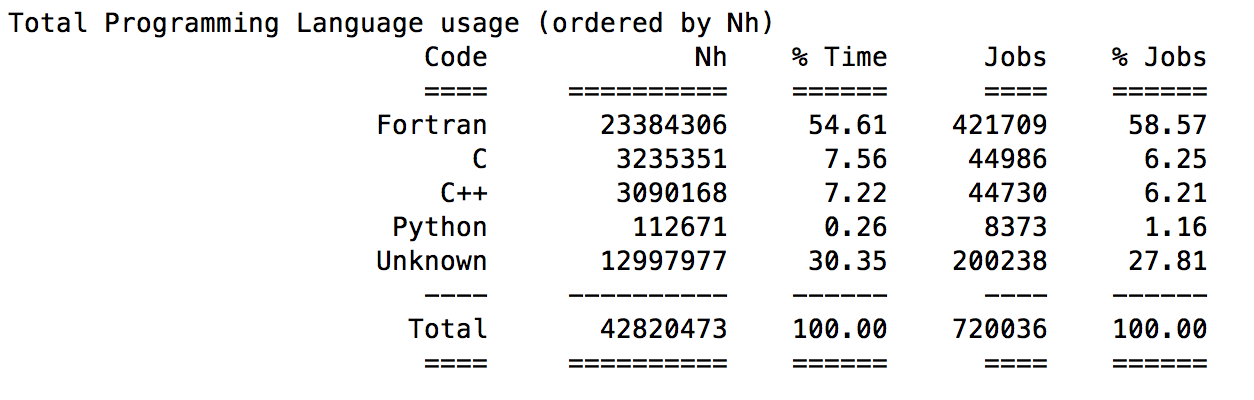 Total Programming Language usage (ordered by Nh)
Code Nh % Time Jobs % Jobs
==== ========== ====== ==== ======
Fortran 23384306 54.61 421709 58.57
C 3235351 7.56 44986 6.25
C++ 3090168 7.22 44730 6.21
Python 112671 0.26 8373 1.16
Unknown 12997977 30.35 200238 27.81
---- ---------- ------ ---- ------
Total 42820473 100.00 720036 100.00
==== ========== ====== ==== ======